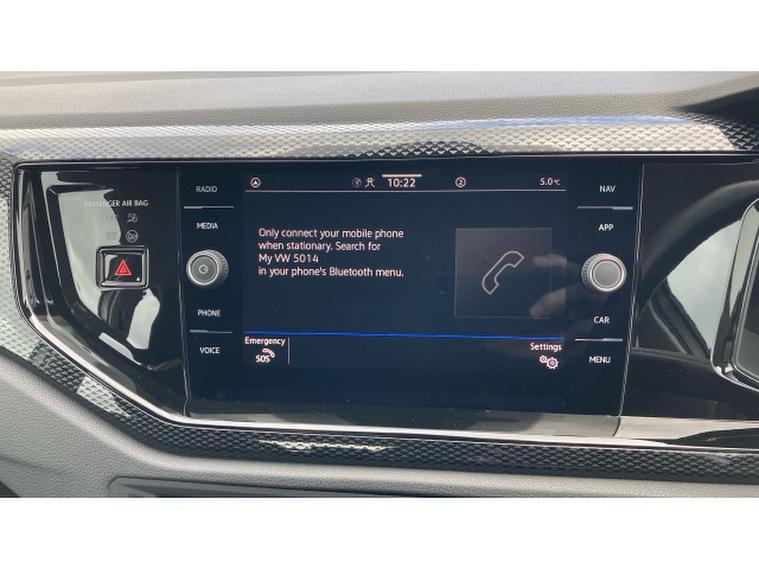 PASSENGER AIR BAG
RADIO
MEDIA
PHONE
VOICE
10:22
2
5.0°C
Only connect your mobile phone
when stationary. Search for
My VW 5014
in your phone's Bluetooth menu.
Emergency
SOS
Settings
NAV
APP
CAR
MENU